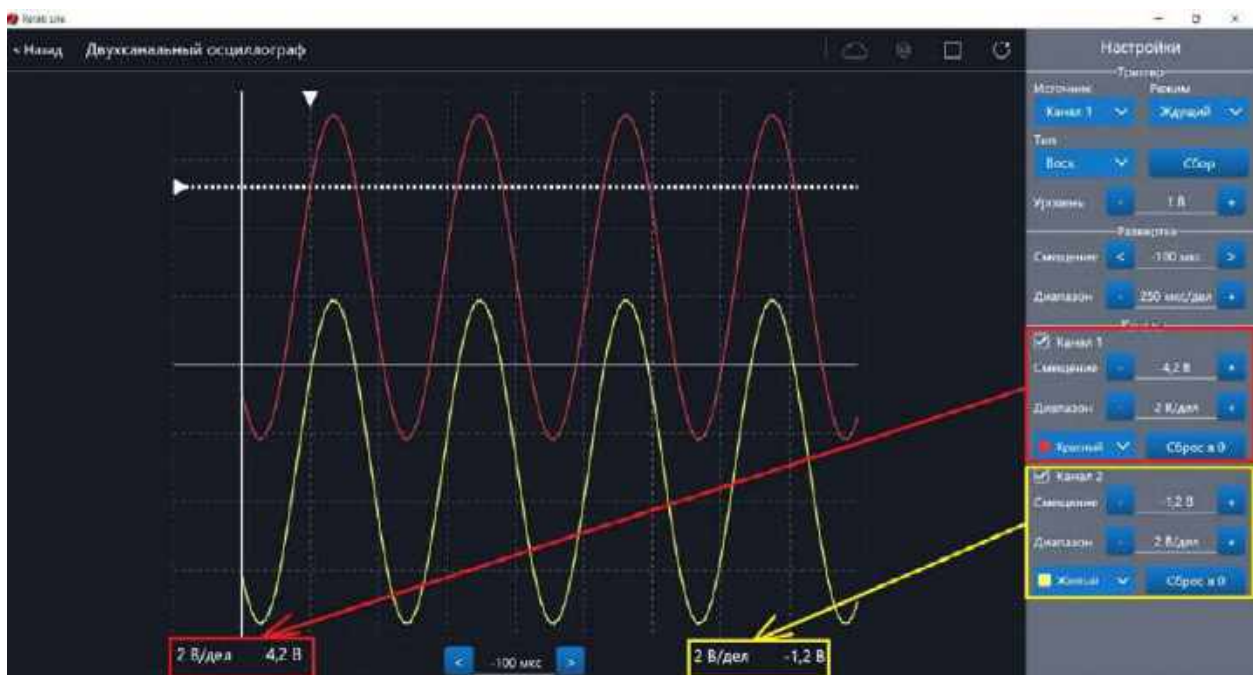 Relab Lite
< Назад Двухканальный осциллограф
Настройки
Триггер
Источник Режим
Канал 1 Ждущий
Тип
Восх. Сбор
Уровень - 1 В +
Развертка
Смещение < -100 мкс >
Диапазон - 250 мкс/дел +
Канал 1
Смещение - 4,2 В +
Диапазон - 2 В/дел +
Красный Сброс в 0
Канал 2
Смещение - -1,2 В +
Диапазон - 2 В/дел +
Желтый Сброс в 0
2 В/дел 4,2 В
< -100 мкс >
2 В/дел -1,2 В